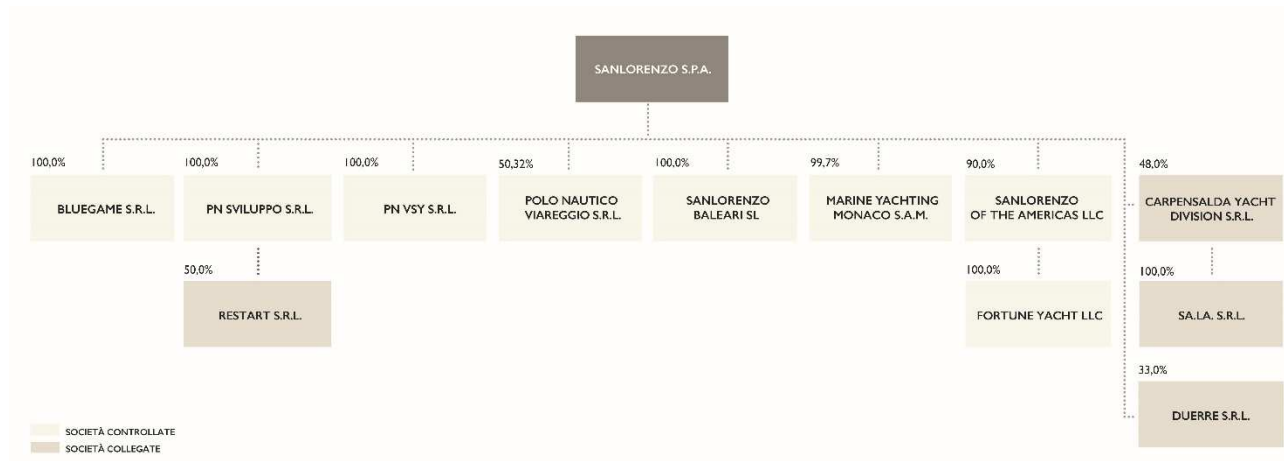 SANLORENZO S.P.A.
100,0%
BLUEGAME S.R.L.
100,0%
PN SVILUPPO S.R.L.
100,0%
PN VSY S.R.L.
50,32%
POLO NAUTICO
VIAREGGIO S.R.L.
100,0%
SANLORENZO
BALEARI SL
99,7%
MARINE YACHTING
MONACO S.A.M.
90,0%
SANLORENZO
OF THE AMERICAS LLC
48,0%
CARPENSALDA YACHT
DIVISION S.R.L.
50,0%
RESTART S.R.L.
100,0%
FORTUNE YACHT LLC
100,0%
SA.LA. S.R.L.
33,0%
DUERRE S.R.L.
SOCIETÀ CONTROLLATE
SOCIETÀ COLLEGATE